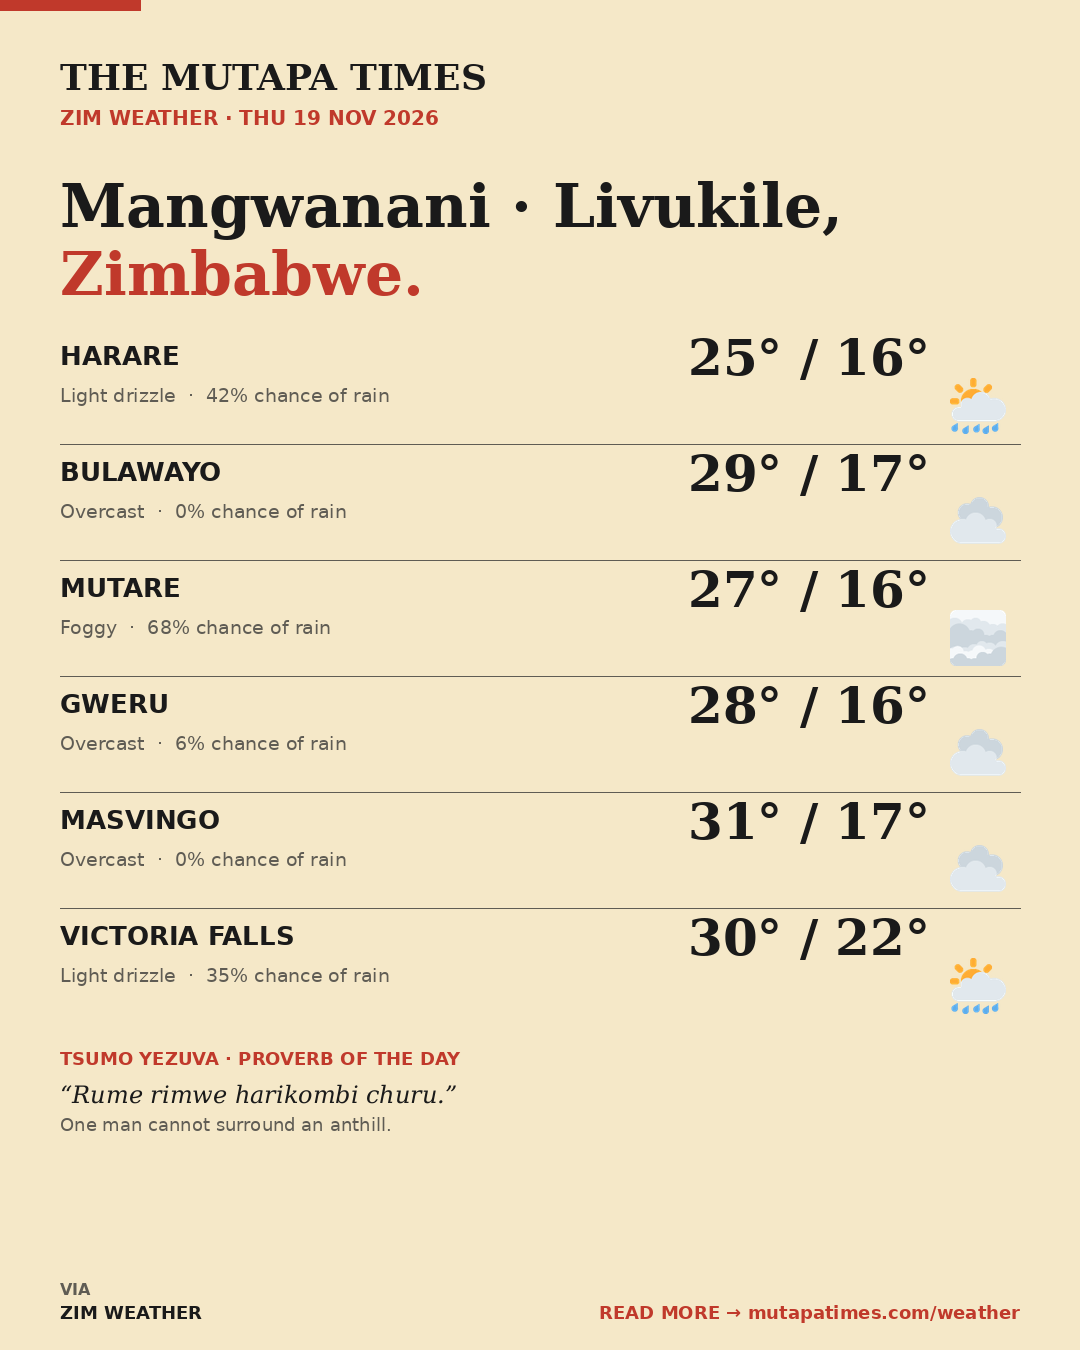 THE MUTAPA TIMES
ZIM WEATHER · THU 19 NOV 2026
Mangwanani · Livukile,
Zimbabwe.
HARARE
25° / 16°
Light drizzle · 42% chance of rain
BULAWAYO
29° / 17°
Overcast · 0% chance of rain
MUTARE
27° / 16°
Foggy · 68% chance of rain
GWERU
28° / 16°
Overcast · 6% chance of rain
MASVINGO
31° / 17°
Overcast · 0% chance of rain
VICTORIA FALLS
30° / 22°
Light drizzle · 35% chance of rain
TSUMO YEZUVA · PROVERB OF THE DAY
“Rume rimwe harikombi churu.”
One man cannot surround an anthill.
VIA
ZIM WEATHER
READ MORE → mutapatimes.com/weather